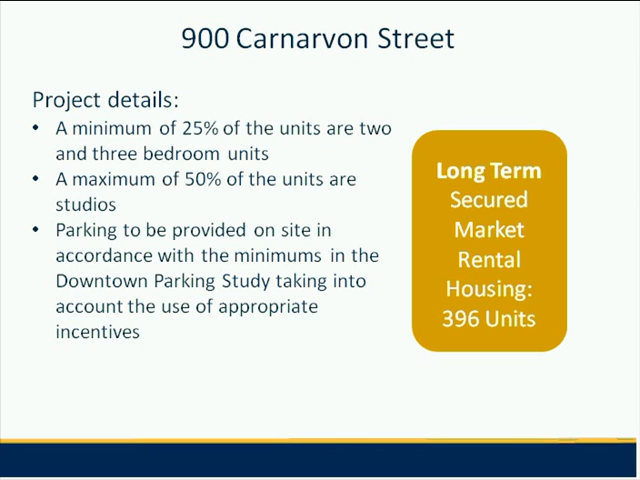 900 Carnarvon Street
Project details:
• A minimum of 25% of the units are two
and three bedroom units
• A maximum of 50% of the units are
studios
• Parking to be provided on site in
accordance with the minimums in the
Downtown Parking Study taking into
account the use of appropriate
incentives
Long Term
Secured
Market
Rental
Housing:
396 Units